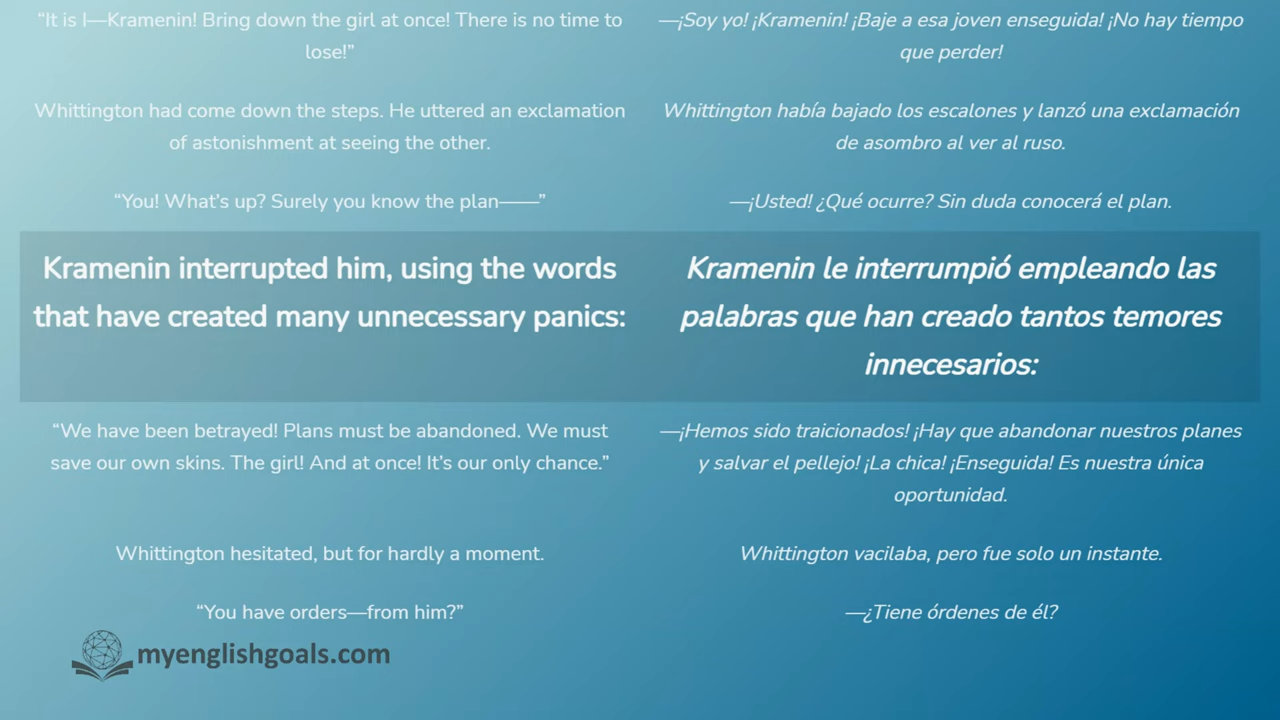 “It is I—Kramenin! Bring down the girl at once! There is no time to
lose!”
—¡Soy yo! ¡Kramenin! ¡Baje a esa joven enseguida! ¡No hay tiempo
que perder!
Whittington had come down the steps. He uttered an exclamation
of astonishment at seeing the other.
Whittington había bajado los escalones y lanzó una exclamación
de asombro al ver al ruso.
“You! What’s up? Surely you know the plan——”
—¡Usted! ¿Qué ocurre? Sin duda conocerá el plan.
Kramenin interrupted him, using the words
that have created many unnecessary panics:
Kramenin le interrumpió empleando las
palabras que han creado tantos temores
innecesarios:
“We have been betrayed! Plans must be abandoned. We must
save our own skins. The girl! And at once! It’s our only chance.”
—¡Hemos sido traicionados! ¡Hay que abandonar nuestros planes
y salvar el pellejo! ¡La chica! ¡Enseguida! Es nuestra única
oportunidad.
Whittington hesitated, but for hardly a moment.
Whittington vacilaba, pero fue solo un instante.
“You have orders—from him?”
—¿Tiene órdenes de él?
myenglishgoals.com